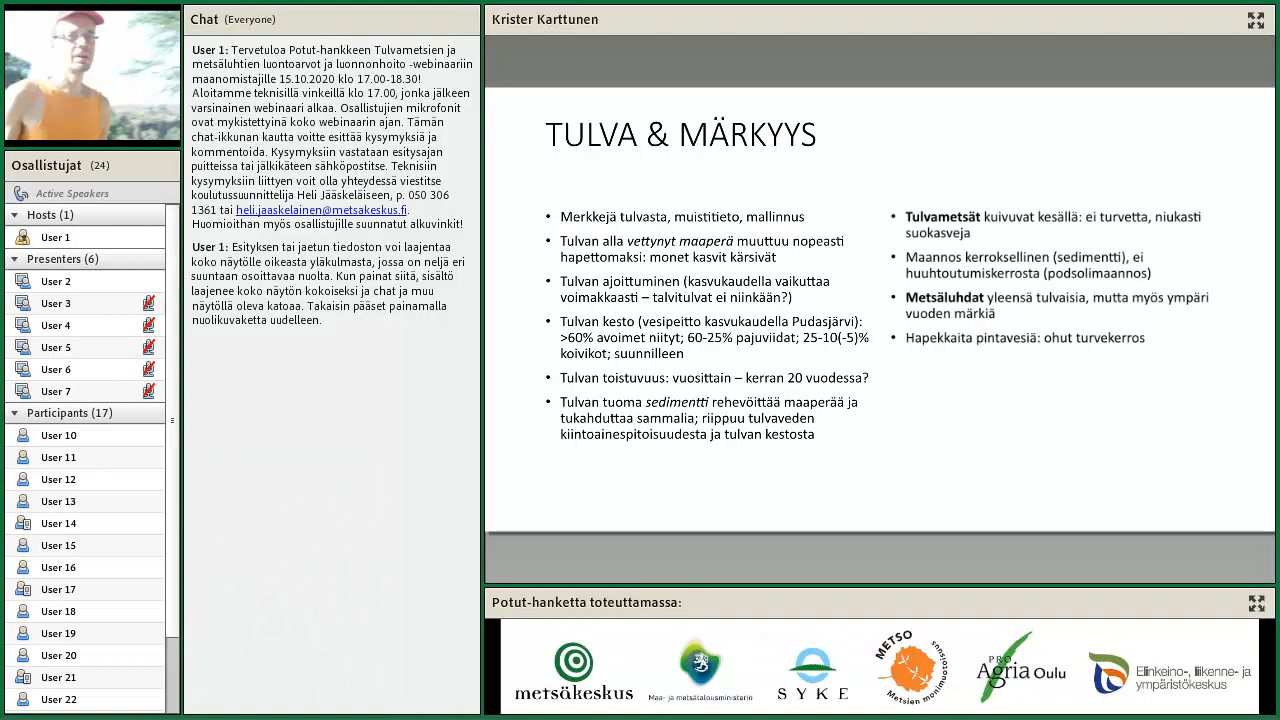 Osallistujat (24)
Active Speakers
Hosts (1)
User 1
Presenters (6)
User 2
User 3
User 4
User 5
User 6
User 7
Participants (17)
User 10
User 11
User 12
User 13
User 14
User 15
User 16
User 17
User 18
User 19
User 20
User 21
User 22
Chat (Everyone)
User 1: Tervetuloa Potut-hankkeen Tulvametsien ja
metsäluhtien luontoarvot ja luonnonhoito -webinaariin
maanomistajille 15.10.2020 klo 17.00-18.30!
Aloitamme teknisillä vinkeillä klo 17.00, jonka jälkeen
varsinainen webinaari alkaa. Osallistujien mikrofonit
ovat mykistettyinä koko webinaarin ajan. Tämän
chat-ikkunan kautta voitte esittää kysymyksiä ja
kommentoida. Kysymyksiin vastataan esitysajan
puitteissa tai jälkikäteen sähköpostitse. Teknisiin
kysymyksiin liittyen voit olla yhteydessä viestitse
koulutussuunnittelija Heli Jääskeläiseen, p. 050 306
1361 tai heli.jaaskelainen@metsakeskus.fi.
Huomioithan myös osallistujille suunnatut alkuvinkit!
User 1: Esityksen tai jaetun tiedoston voi laajentaa
koko näytölle oikeasta yläkulmasta, jossa on neljä eri
suuntaan osoittavaa nuolta. Kun painat siitä, sisältö
laajenee koko näytön kokoiseksi ja chat ja muu
näytöllä oleva katoaa. Takaisin pääset painamalla
nuolikuvaketta uudelleen.
Krister Karttunen
TULVA & MÄRKYYS
• Merkkejä tulvasta, muistitieto, mallinnus
• Tulvan alla vettynyt maaperä muuttuu nopeasti
hapettomaksi: monet kasvit kärsivät
• Tulvan ajoittuminen (kasvukaudella vaikuttaa
voimakkaasti – talvitulvat ei niinkään?)
• Tulvan kesto (vesipeitto kasvukaudella Pudasjärvi):
>60% avoimet niityt; 60-25% pajuviidat; 25-10(-5)%
koivikot; suunnilleen
• Tulvan toistuvuus: vuosittain – kerran 20 vuodessa?
• Tulvan tuoma sedimentti rehevöittää maaperää ja
tukahduttaa sammalia; riippuu tulvaveden
kiintoainespitoisuudesta ja tulvan kestosta
• Tulvametsät kuivuvat kesällä: ei turvetta, niukasti
suokasveja
• Maannos kerroksellinen (sedimentti), ei
huuhtoutumiskerrosta (podsolimaannos)
• Metsäluhdat yleensä tulvaisia, mutta myös ympäri
vuoden märkiä
• Hapekkaita pintavesiä: ohut turvekerros
Potut-hanketta toteuttamassa:
metsäkeskus
Maa- ja metsätalousministeriö
SYKE
METSO
Metsien monimuotoisuus
PRO
Agria Oulu
Elinkeino-, liikenne- ja
ympäristökeskus